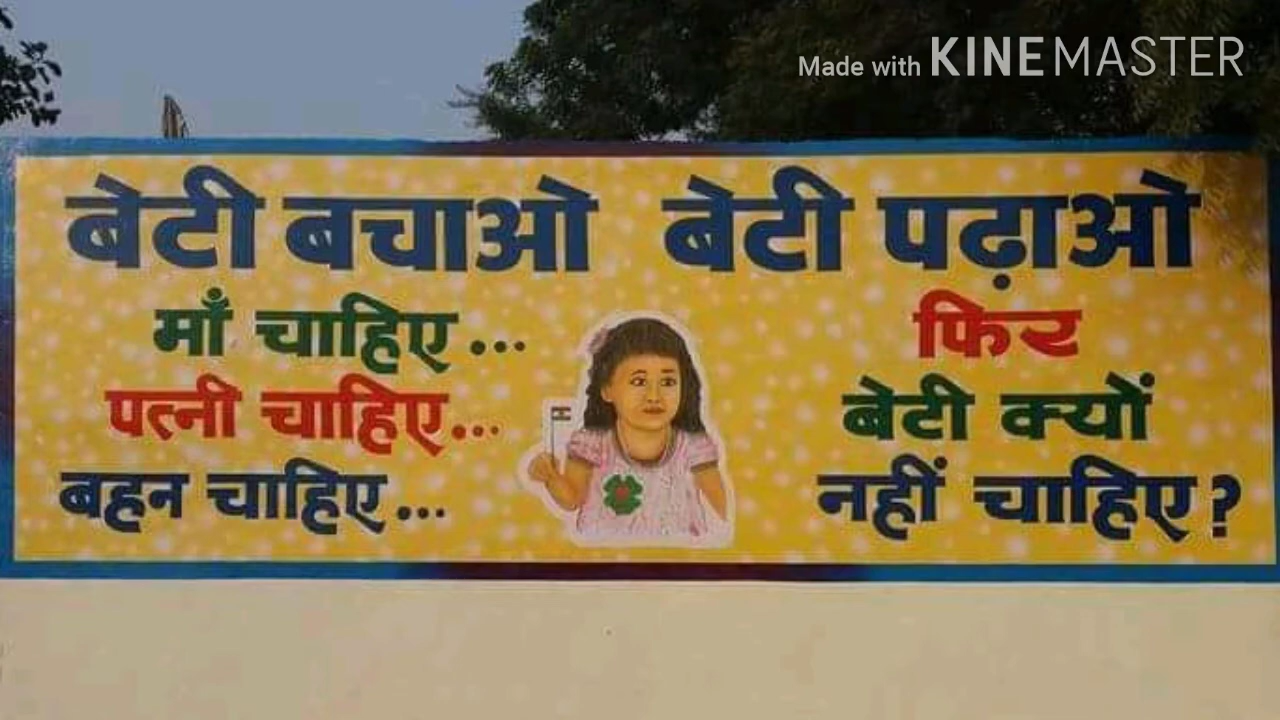 Made with KINEMASTER
बेटी बचाओ बेटी पढ़ाओ
माँ चाहिए...
पत्नी चाहिए...
बहन चाहिए...
फिर
बेटी क्यों
नहीं चाहिए?